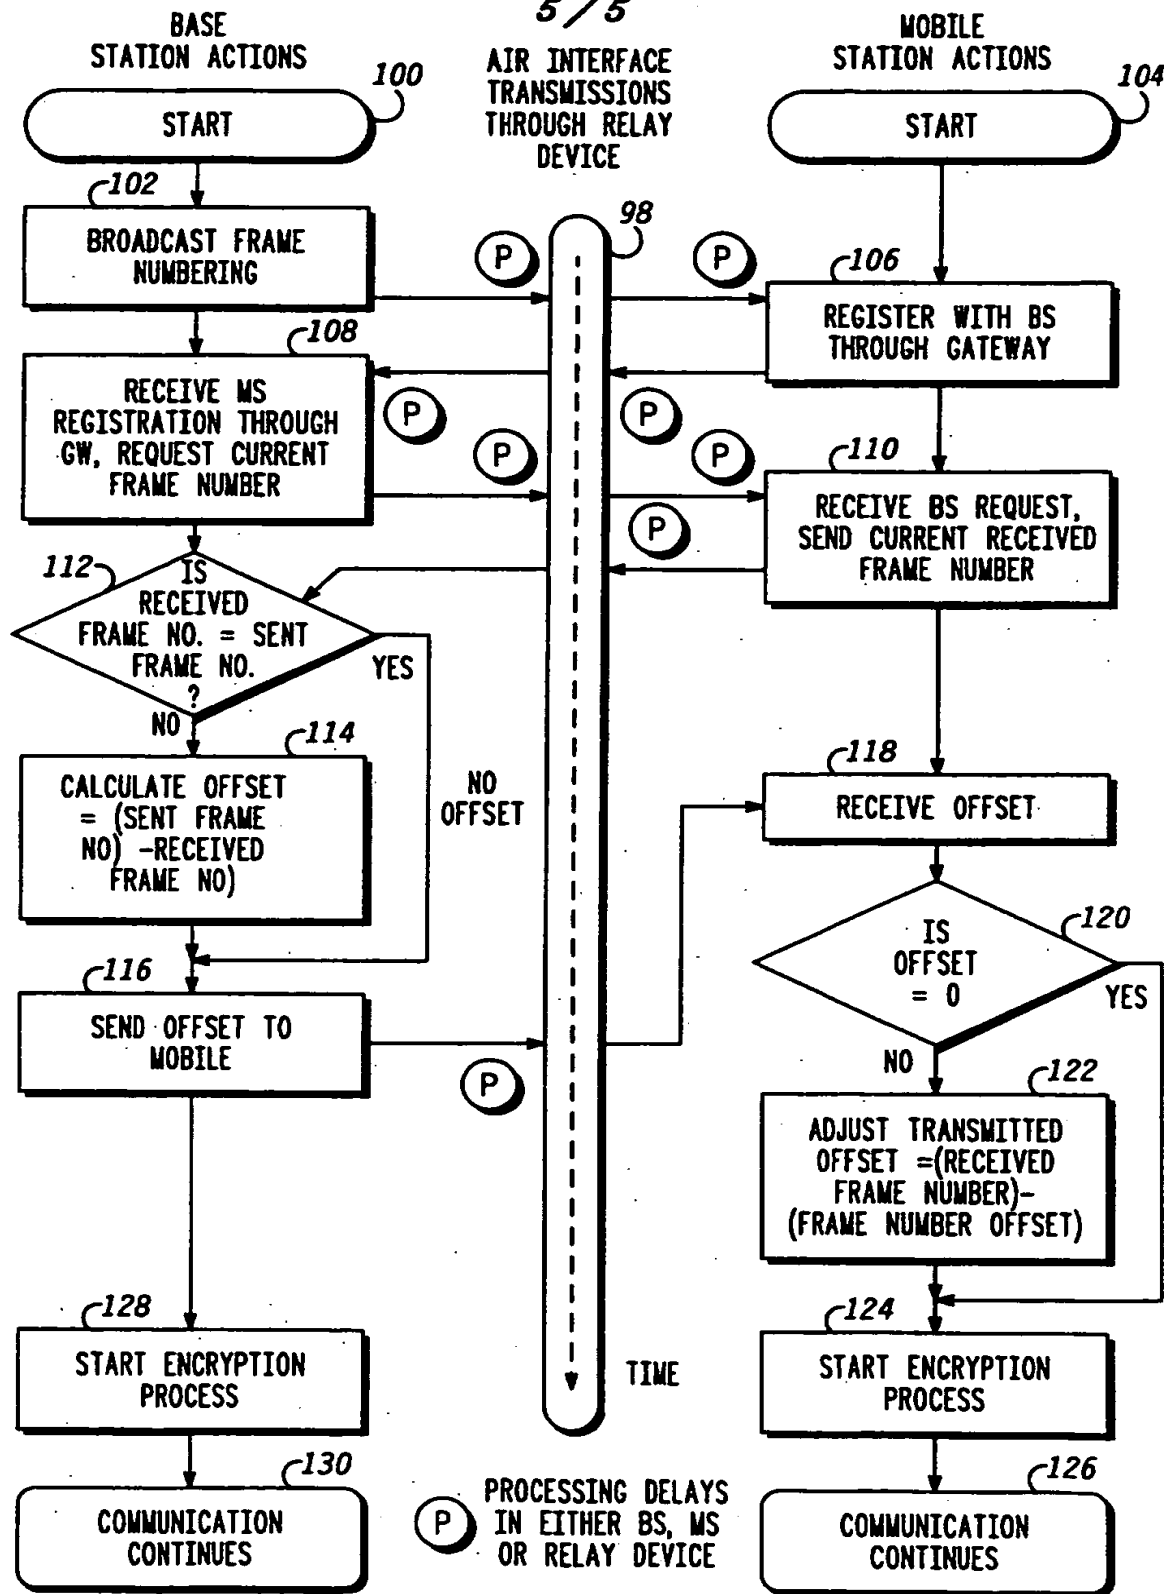 5/5
BASE
STATION ACTIONS
100
START
102
BROADCAST FRAME
NUMBERING
108
RECEIVE MS
REGISTRATION THROUGH
GW, REQUEST CURRENT
FRAME NUMBER
112
IS
RECEIVED
FRAME NO. = SENT
FRAME NO.
?
YES
NO
114
CALCULATE OFFSET
= (SENT FRAME
NO) -RECEIVED
FRAME NO)
NO
OFFSET
116
SEND OFFSET TO
MOBILE
128
START ENCRYPTION
PROCESS
130
COMMUNICATION
CONTINUES
AIR INTERFACE
TRANSMISSIONS
THROUGH RELAY
DEVICE
98
P
P
P
P
P
P
P
P
TIME
P
PROCESSING DELAYS
IN EITHER BS, MS
OR RELAY DEVICE
MOBILE
STATION ACTIONS
104
START
106
REGISTER WITH BS
THROUGH GATEWAY
110
RECEIVE BS REQUEST,
SEND CURRENT RECEIVED
FRAME NUMBER
118
RECEIVE OFFSET
120
IS
OFFSET
= 0
YES
NO
122
ADJUST TRANSMITTED
OFFSET =(RECEIVED
FRAME NUMBER)-
(FRAME NUMBER OFFSET)
124
START ENCRYPTION
PROCESS
126
COMMUNICATION
CONTINUES